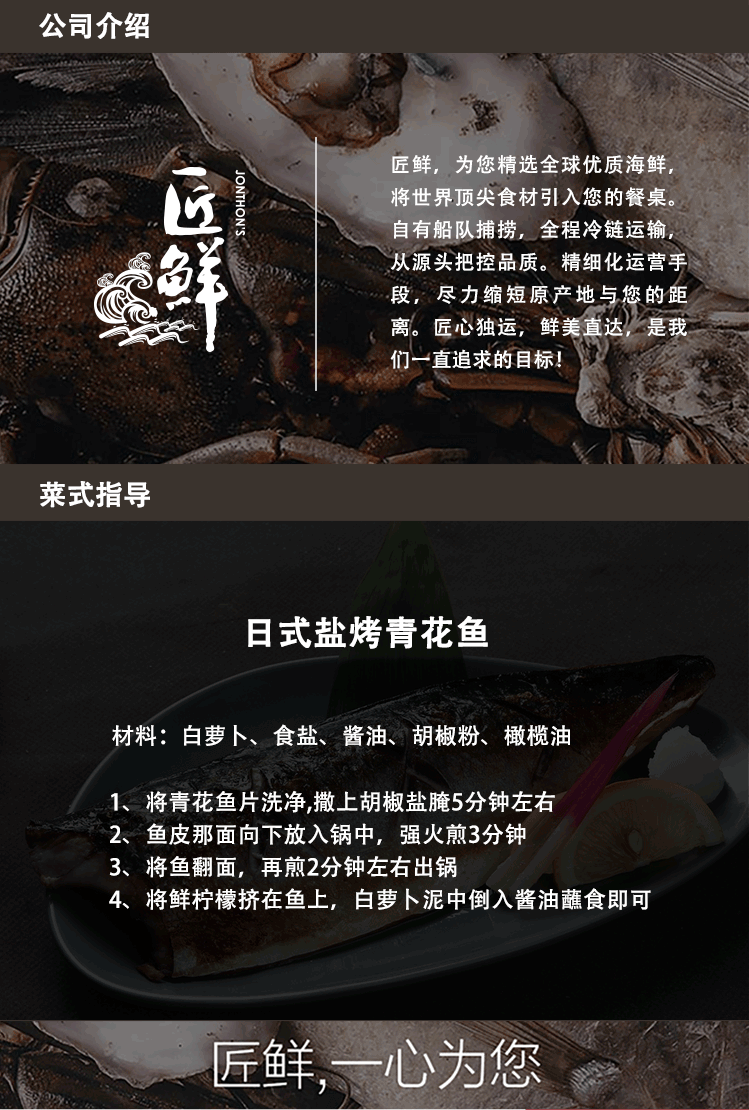 公司介绍
匠鲜
JONTHON'S
匠鲜，为您精选全球优质海鲜，
将世界顶尖食材引入您的餐桌。
自有船队捕捞，全程冷链运输，
从源头把控品质。精细化运营手
段，尽力缩短原产地与您的距
离。匠心独运，鲜美直达，是我
们一直追求的目标！
菜式指导
日式盐烤青花鱼
材料：白萝卜、食盐、酱油、胡椒粉、橄榄油
1、将青花鱼片洗净,撒上胡椒盐腌5分钟左右
2、鱼皮那面向下放入锅中，强火煎3分钟
3、将鱼翻面，再煎2分钟左右出锅
4、将鲜柠檬挤在鱼上，白萝卜泥中倒入酱油蘸食即可
匠鲜,一心为您